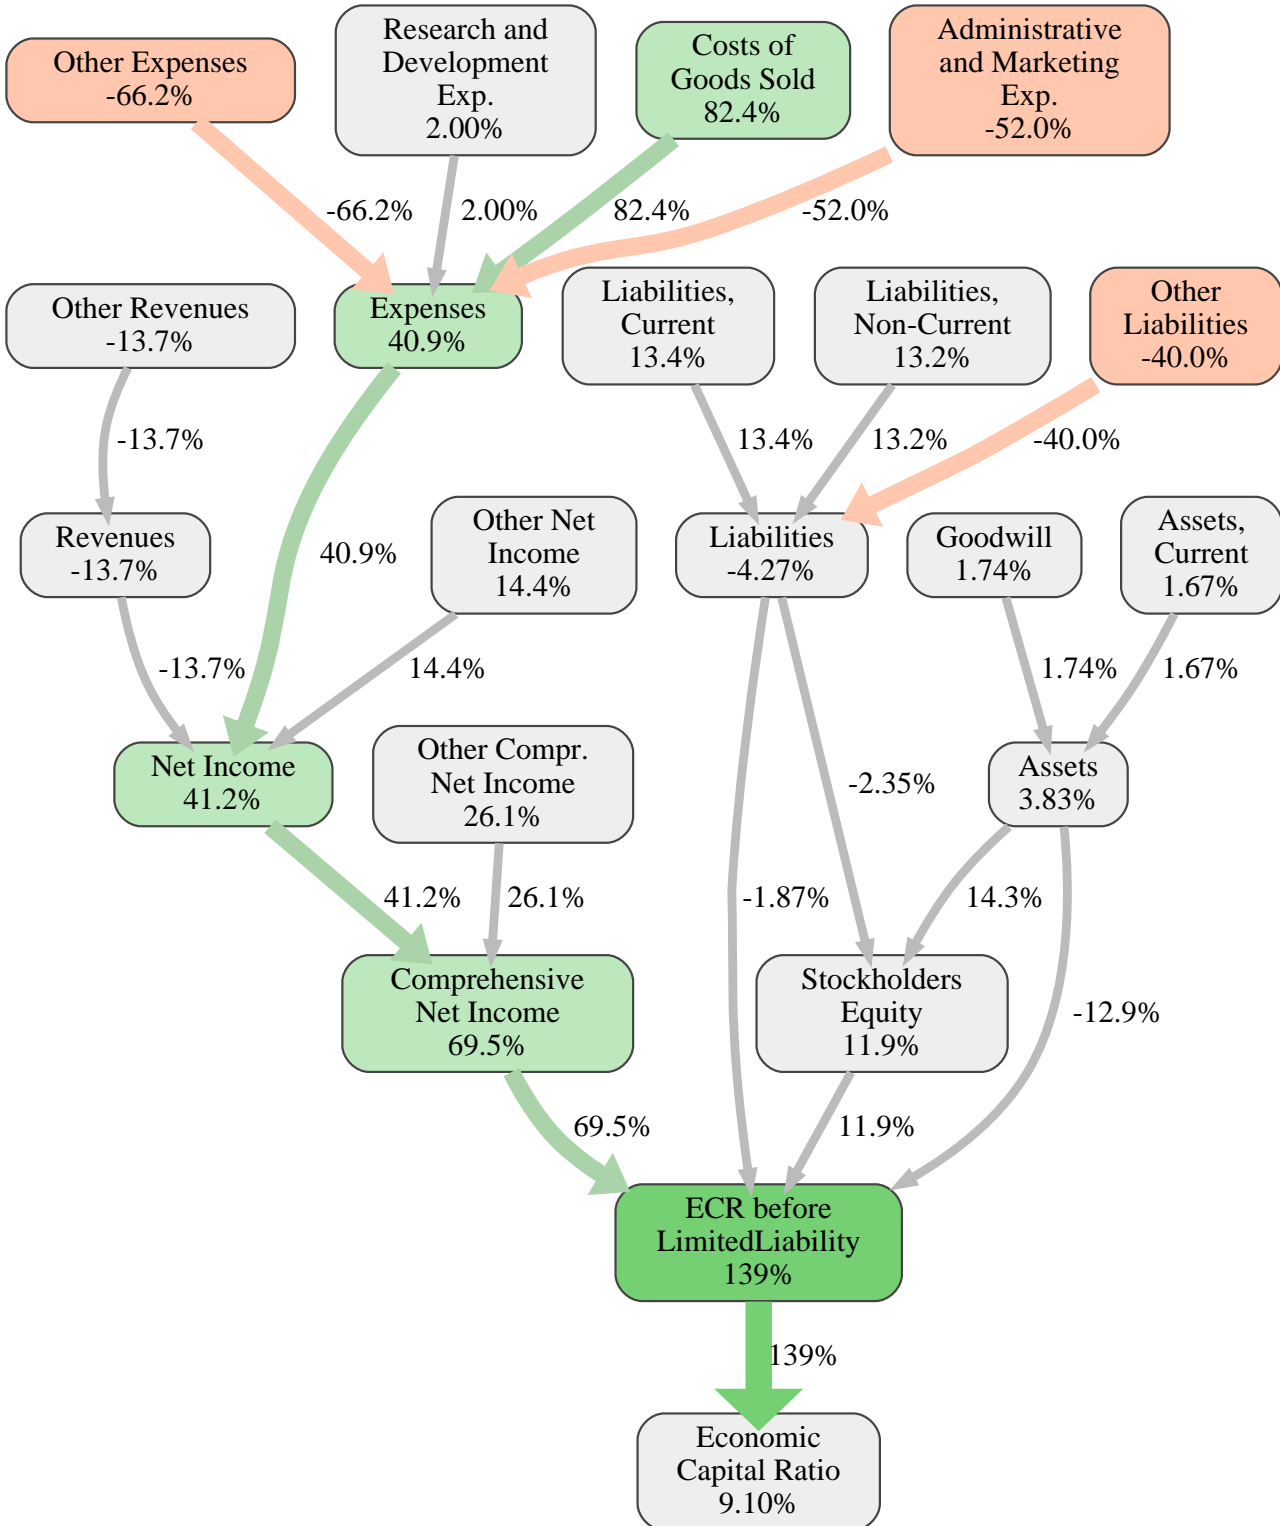 Other Expenses
-66.2%
Research and
Development
Exp.
2.00%
Costs of
Goods Sold
82.4%
Administrative
and Marketing
Exp.
-52.0%
-66.2%
2.00%
82.4%
-52.0%
Other Revenues
-13.7%
Expenses
40.9%
Liabilities,
Current
13.4%
Liabilities,
Non-Current
13.2%
Other
Liabilities
-40.0%
-13.7%
13.4%
13.2%
-40.0%
Revenues
-13.7%
40.9%
Other Net
Income
14.4%
Liabilities
-4.27%
Goodwill
1.74%
Assets,
Current
1.67%
-13.7%
14.4%
1.74%
1.67%
Net Income
41.2%
Other Compr.
Net Income
26.1%
-2.35%
Assets
3.83%
41.2%
26.1%
-1.87%
14.3%
Comprehensive
Net Income
69.5%
Stockholders
Equity
11.9%
-12.9%
69.5%
11.9%
ECR before
LimitedLiability
139%
139%
Economic
Capital Ratio
9.10%